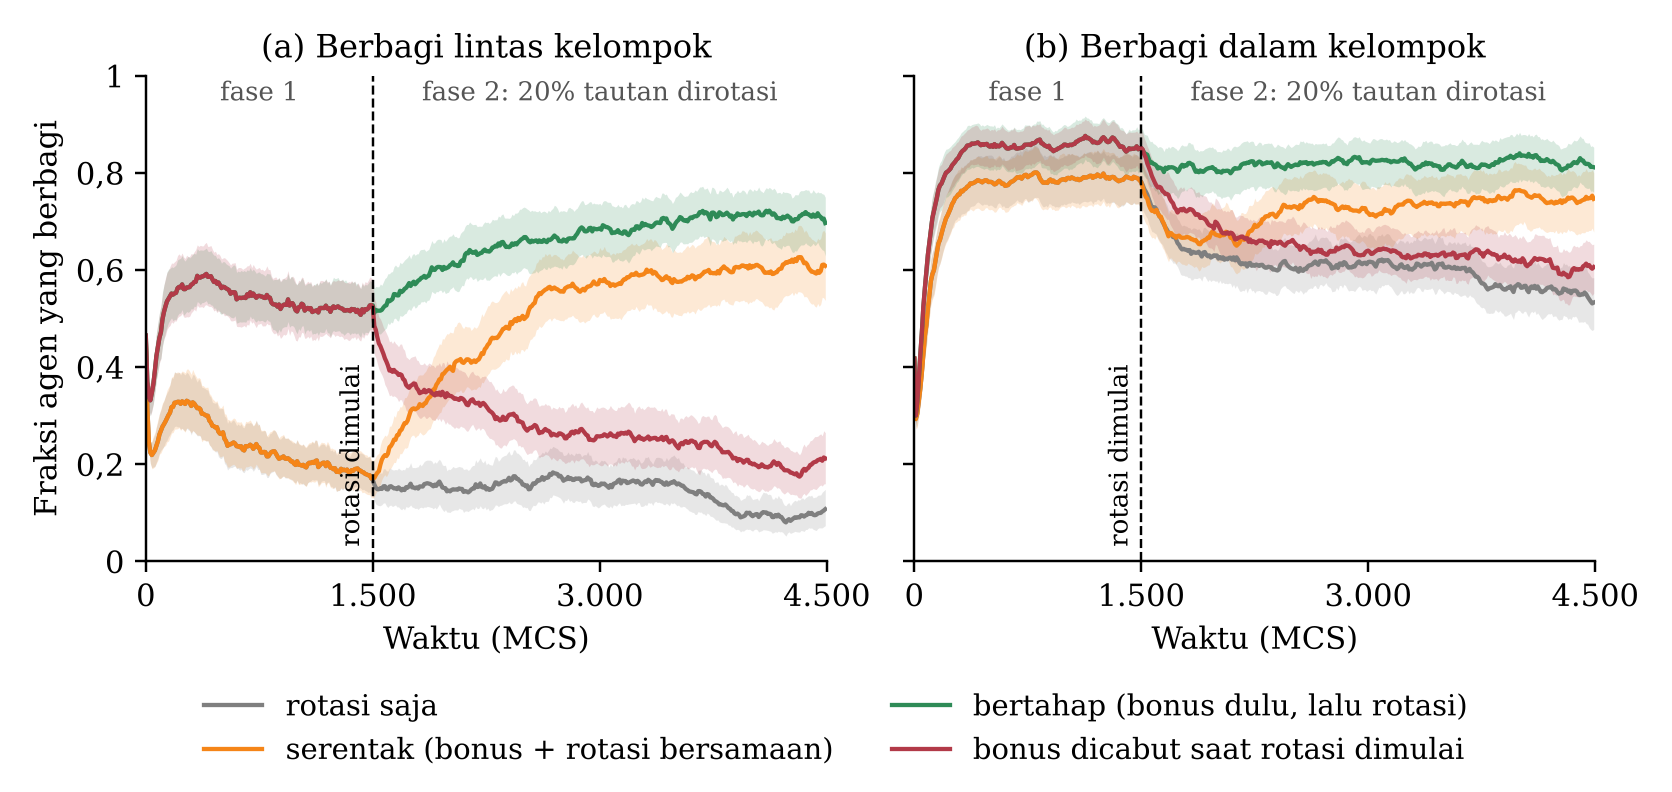 (a) Berbagi lintas kelompok
fase 1
fase 2: 20% tautan dirotasi
Fraksi agen yang berbagi
1
0,8
0,6
0,4
0,2
0
rotasi dimulai
0
1.500
3.000
4.500
Waktu (MCS)
(b) Berbagi dalam kelompok
fase 1
fase 2: 20% tautan dirotasi
rotasi dimulai
0
1.500
3.000
4.500
Waktu (MCS)
rotasi saja
serentak (bonus + rotasi bersamaan)
bertahap (bonus dulu, lalu rotasi)
bonus dicabut saat rotasi dimulai